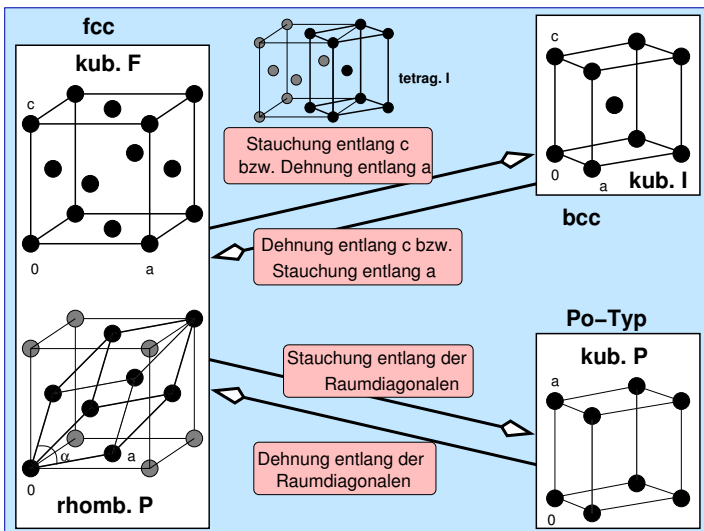 fcc
kub. F
c
0
a
tetrag. I
Stauchung entlang c
bzw. Dehnung entlang a
c
0
a
kub. I
bcc
Dehnung entlang c bzw.
Stauchung entlang a
α
a
0
rhomb. P
Stauchung entlang der
Raumdiagonalen
Dehnung entlang der
Raumdiagonalen
Po−Typ
kub. P
a
0